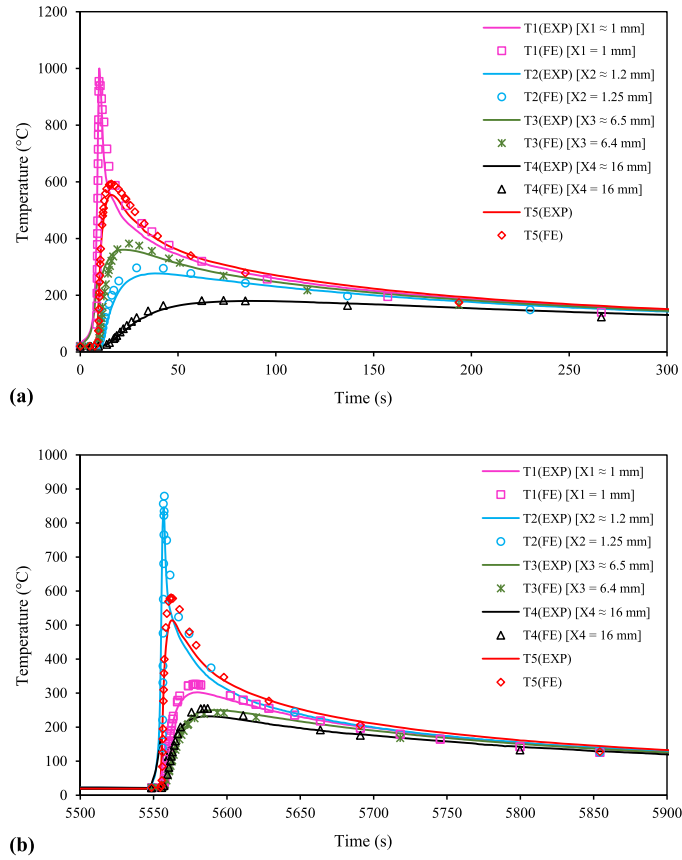 1200
1000
800
600
400
200
0
Temperature (°C)
0
50
100
150
200
250
300
Time (s)
T1(EXP) [X1 ≈ 1 mm]
T1(FE) [X1 = 1 mm]
T2(EXP) [X2 ≈ 1.2 mm]
T2(FE) [X2 = 1.25 mm]
T3(EXP) [X3 ≈ 6.5 mm]
T3(FE) [X3 = 6.4 mm]
T4(EXP) [X4 ≈ 16 mm]
T4(FE) [X4 = 16 mm]
T5(EXP)
T5(FE)
(a)
1000
900
800
700
600
500
400
300
200
100
0
Temperature (°C)
5500
5550
5600
5650
5700
5750
5800
5850
5900
Time (s)
T1(EXP) [X1 ≈ 1 mm]
T1(FE) [X1 = 1 mm]
T2(EXP) [X2 ≈ 1.2 mm]
T2(FE) [X2 = 1.25 mm]
T3(EXP) [X3 ≈ 6.5 mm]
T3(FE) [X3 = 6.4 mm]
T4(EXP) [X4 ≈ 16 mm]
T4(FE) [X4 = 16 mm]
T5(EXP)
T5(FE)
(b)